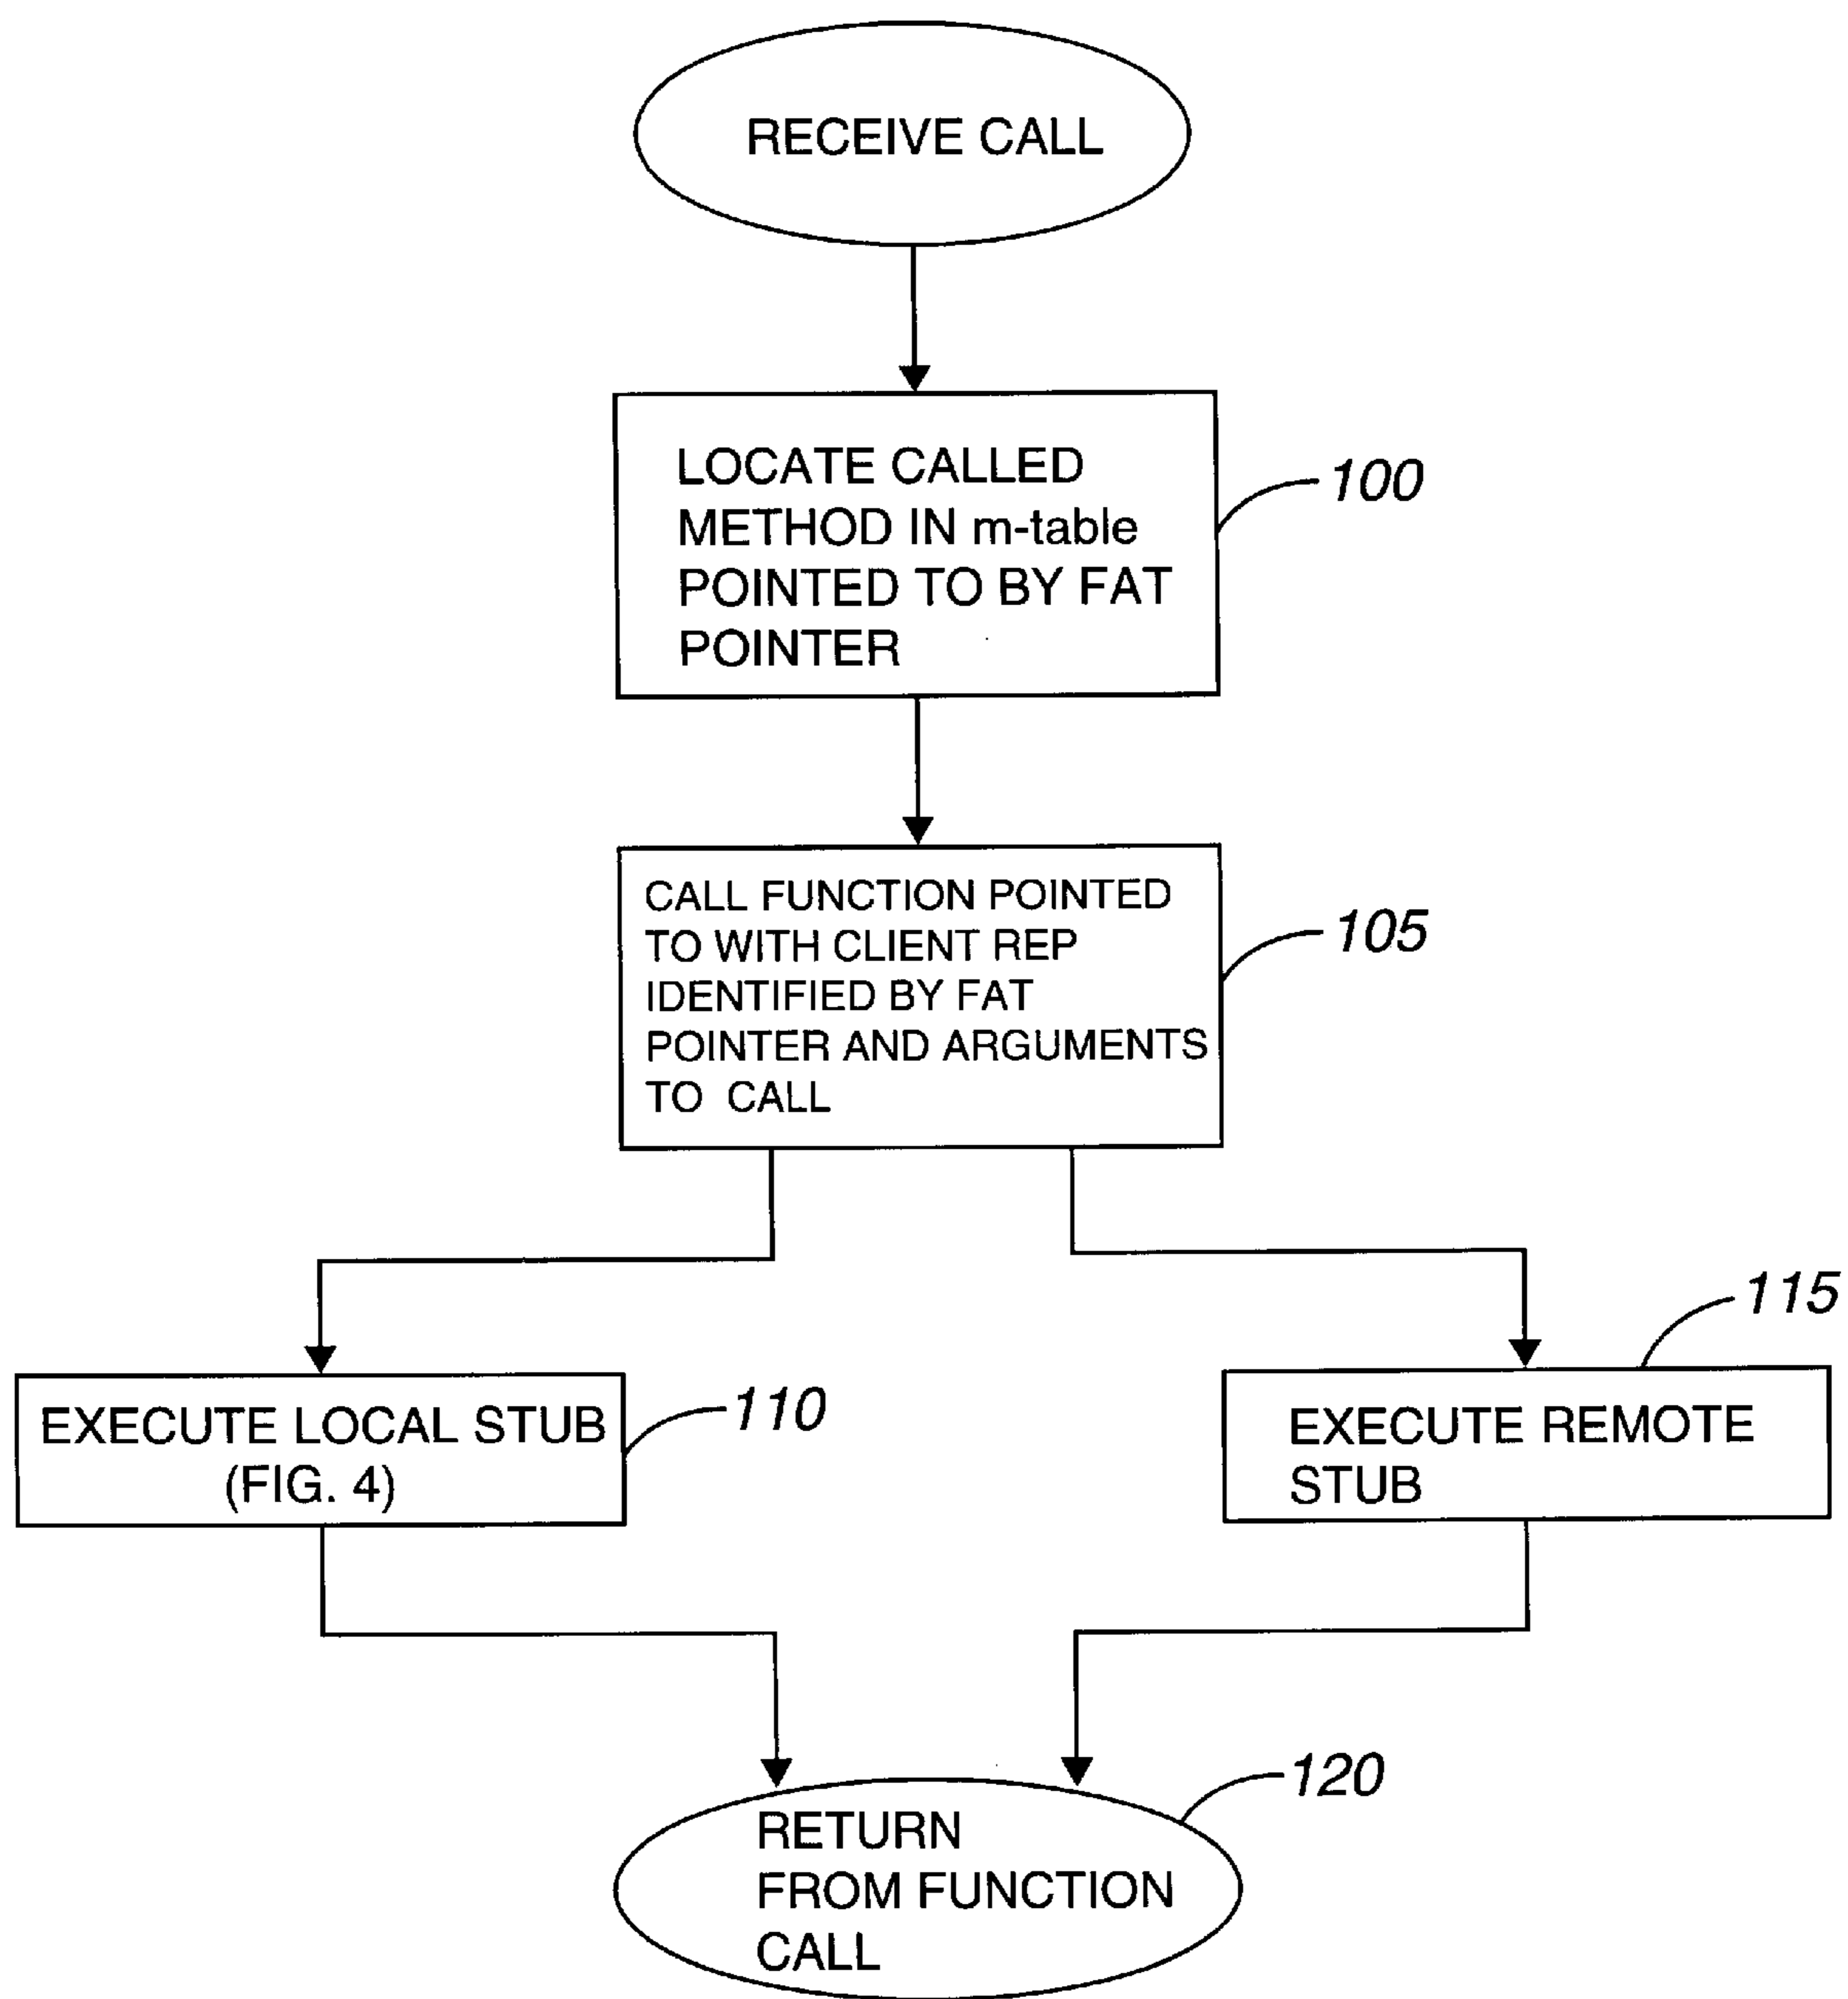 RECEIVE CALL
LOCATE CALLED
METHOD IN m-table
POINTED TO BY FAT
POINTER
100
CALL FUNCTION POINTED
TO WITH CLIENT REP
IDENTIFIED BY FAT
POINTER AND ARGUMENTS
TO CALL
105
EXECUTE LOCAL STUB
(FIG. 4)
110
EXECUTE REMOTE
STUB
115
RETURN
FROM FUNCTION
CALL
120